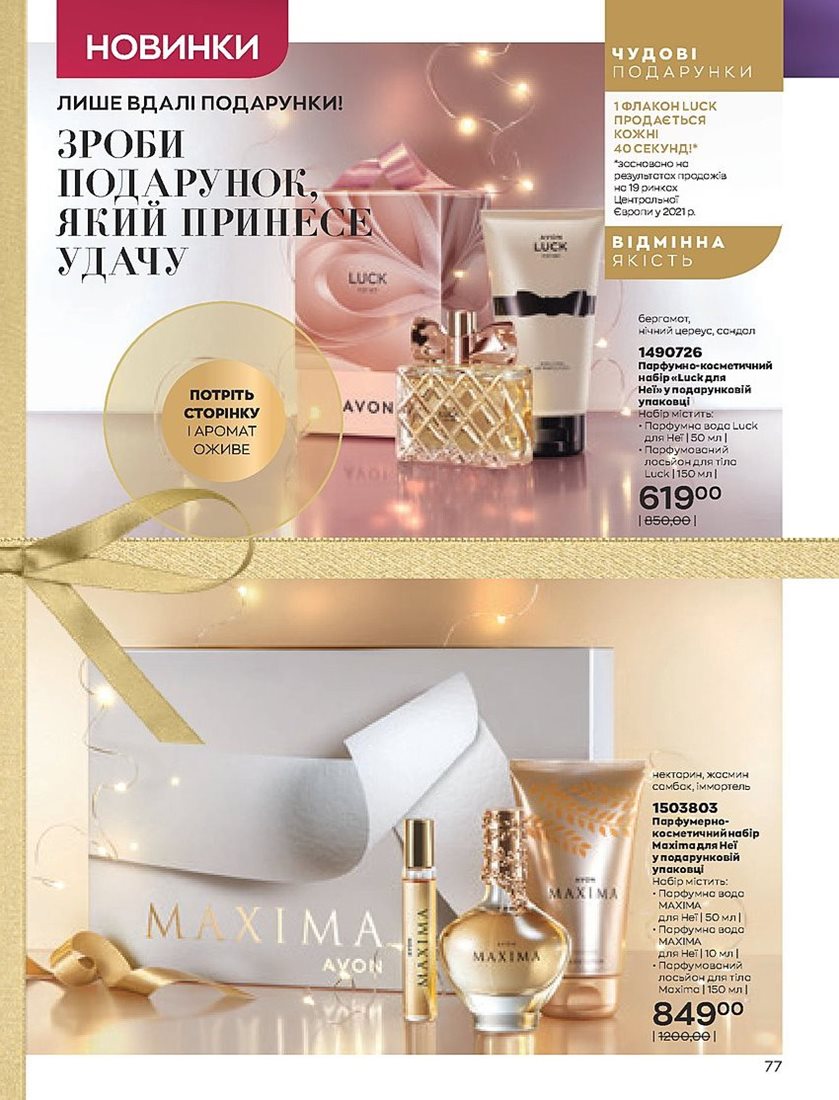 НОВИНКИ
ЛИШЕ ВДАЛІ ПОДАРУНКИ!
ЗРОБИ
ПОДАРУНОК,
ЯКИЙ ПРИНЕСЕ
УДАЧУ
ЧУДОВІ
ПОДАРУНКИ
1 ФЛАКОН LUCK
ПРОДАЄТЬСЯ
КОЖНІ
40 СЕКУНД!*
*засновано на
результатах продажів
на 19 ринках
Центральної
Європи у 2021 р.
ВІДМІННА
ЯКІСТЬ
LUCK
AVON
AVON
LUCK
ПОТРІТЬ
СТОРІНКУ
І АРОМАТ
ОЖИВЕ
бергамот,
нічний цереус, сандал
1490726
Парфумно-косметичний
набір «Luck для
Неї» у подарунковій
упаковці
Набір містить:
• Парфумна вода Luck
для Неї | 50 мл |
• Парфумований
лосьйон для тіла
Luck | 150 мл |
619⁰⁰
| 850,00 |
MAXIMA
AVON
MAXIMA
AVON
MAXIMA
AVON
MAXIMA
нектарин, жасмин
самбак, іммортель
1503803
Парфумерно-
косметичний набір
Maxima для Неї
у подарунковій
упаковці
Набір містить:
• Парфумна вода
MAXIMA
для Неї | 50 мл |
• Парфумна вода
MAXIMA
для Неї | 10 мл |
• Парфумований
лосьйон для тіла
Maxima | 150 мл |
849⁰⁰
| 1200,00 |
77